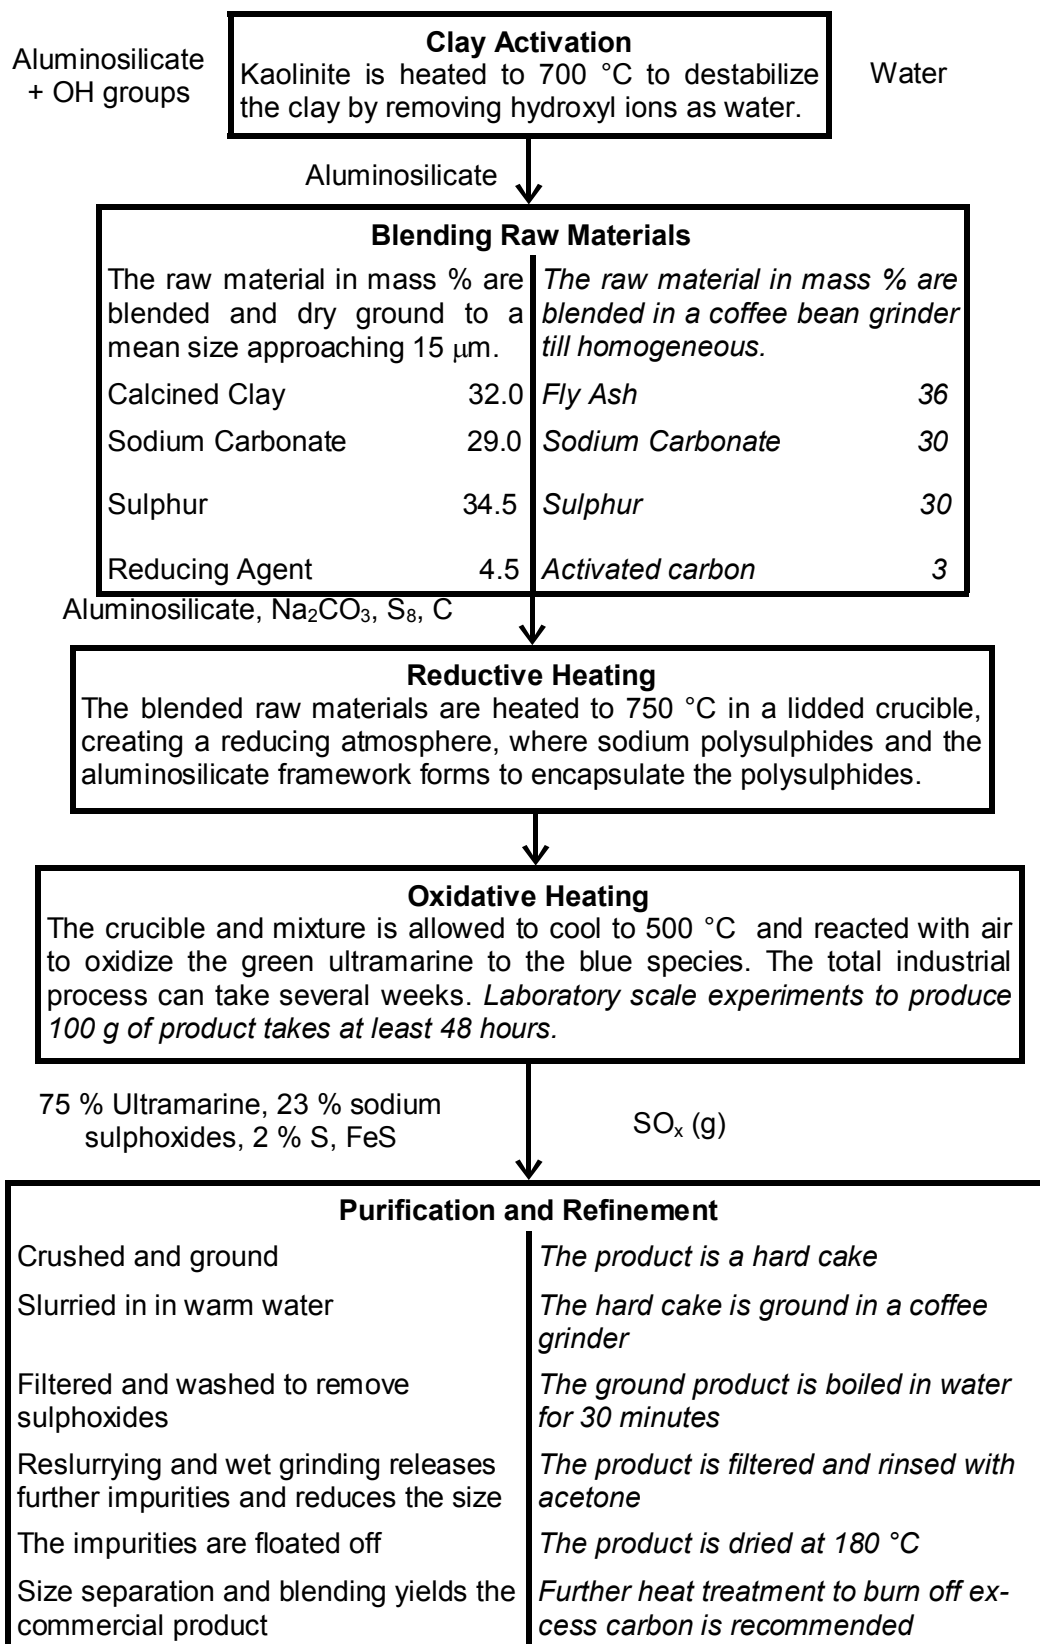 Clay Activation
Aluminosilicate
+ OH groups
Kaolinite is heated to 700 °C to destabilize
the clay by removing hydroxyl ions as water.
Water
Aluminosilicate
Blending Raw Materials
The raw material in mass % are
blended and dry ground to a
mean size approaching 15 μm.
The raw material in mass % are
blended in a coffee bean grinder
till homogeneous.
Calcined Clay 32.0 Fly Ash 36
Sodium Carbonate 29.0 Sodium Carbonate 30
Sulphur 34.5 Sulphur 30
Reducing Agent 4.5 Activated carbon 3
Aluminosilicate, Na₂CO₃, S₈, C
Reductive Heating
The blended raw materials are heated to 750 °C in a lidded crucible,
creating a reducing atmosphere, where sodium polysulphides and the
aluminosilicate framework forms to encapsulate the polysulphides.
Oxidative Heating
The crucible and mixture is allowed to cool to 500 °C and reacted with air
to oxidize the green ultramarine to the blue species. The total industrial
process can take several weeks. Laboratory scale experiments to produce
100 g of product takes at least 48 hours.
75 % Ultramarine, 23 % sodium
sulphoxides, 2 % S, FeS
SOₓ (g)
Purification and Refinement
Crushed and ground
The product is a hard cake
Slurried in in warm water
The hard cake is ground in a coffee
grinder
Filtered and washed to remove
sulphoxides
The ground product is boiled in water
for 30 minutes
Reslurrying and wet grinding releases
further impurities and reduces the size
The product is filtered and rinsed with
acetone
The impurities are floated off
The product is dried at 180 °C
Size separation and blending yields the
commercial product
Further heat treatment to burn off ex-
cess carbon is recommended